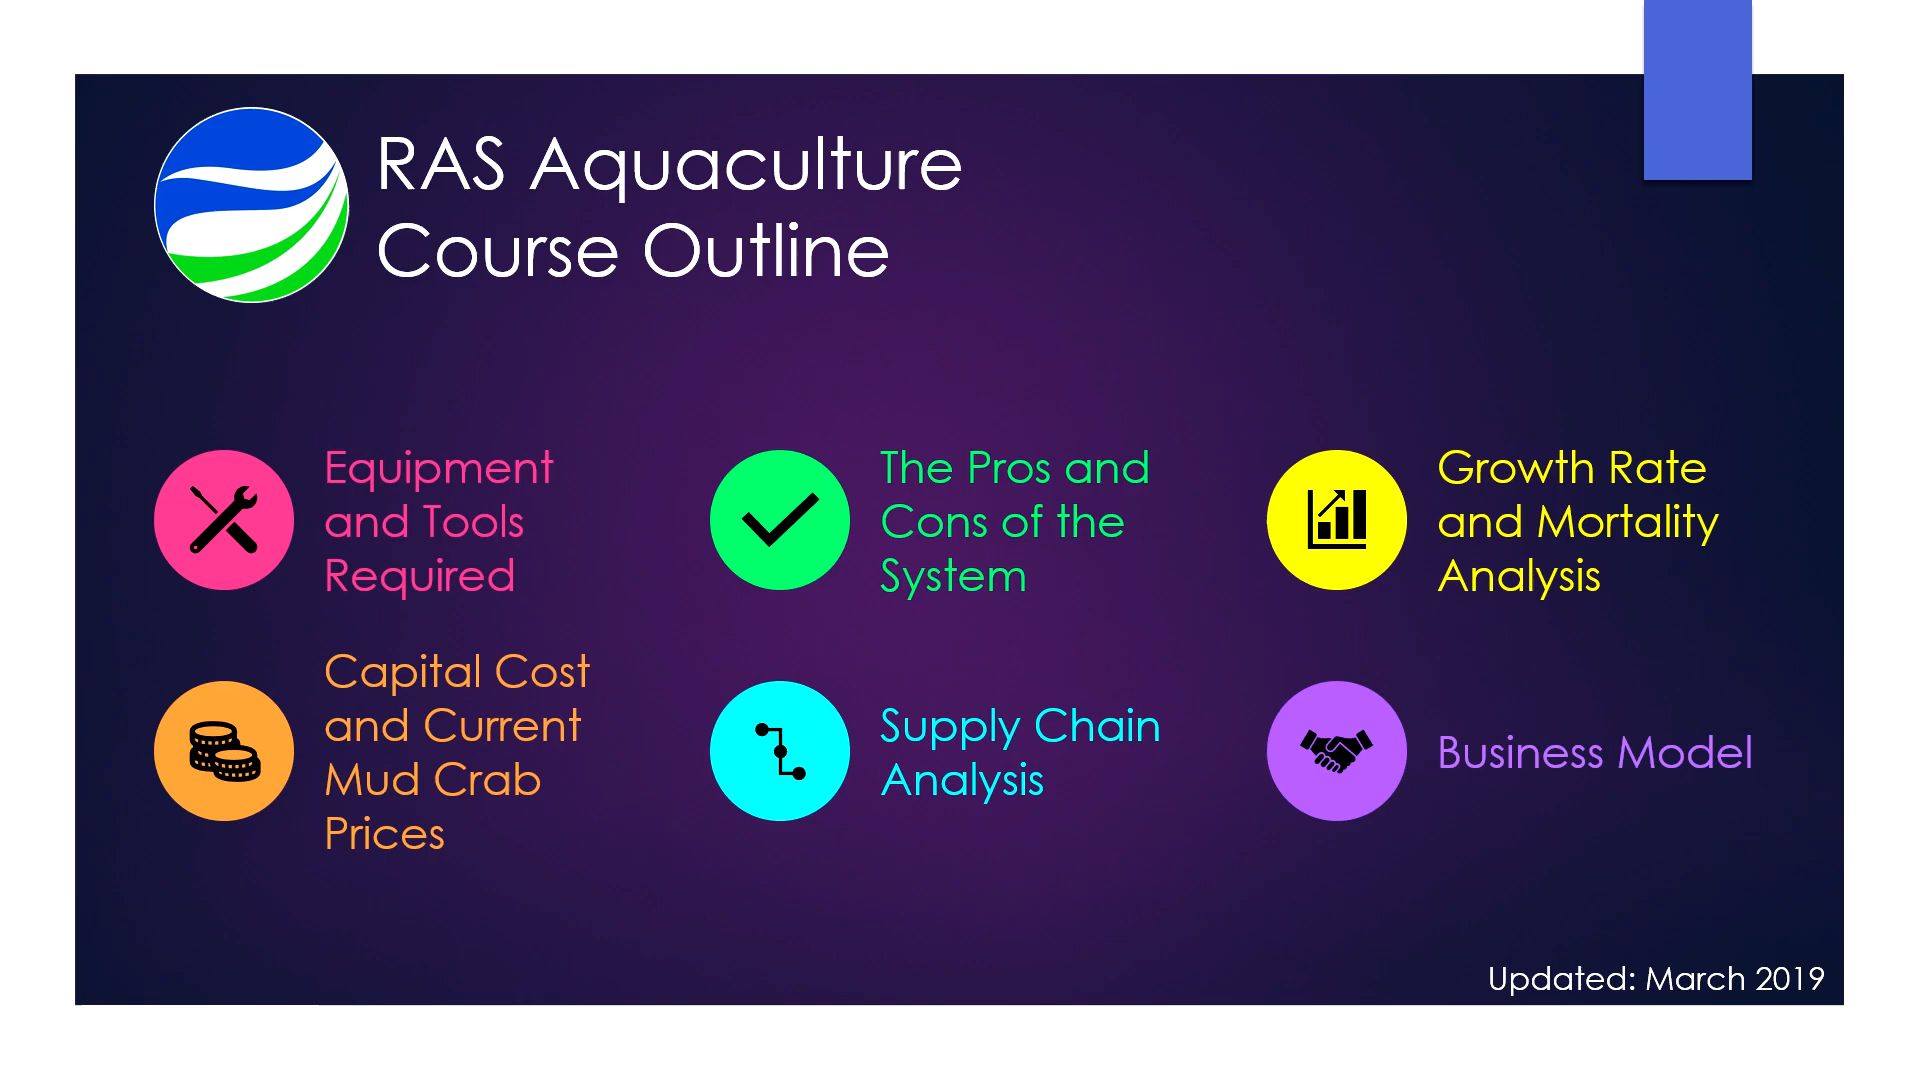 RAS Aquaculture
Course Outline
Equipment
and Tools
Required
The Pros and
Cons of the
System
Growth Rate
and Mortality
Analysis
Capital Cost
and Current
Mud Crab
Prices
Supply Chain
Analysis
Business Model
Updated: March 2019